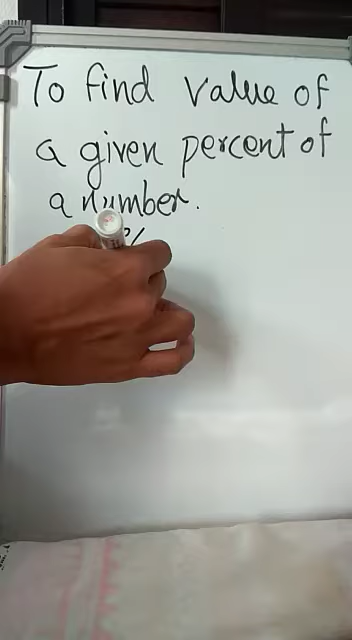 To find value of
a given percent of
a number.
%